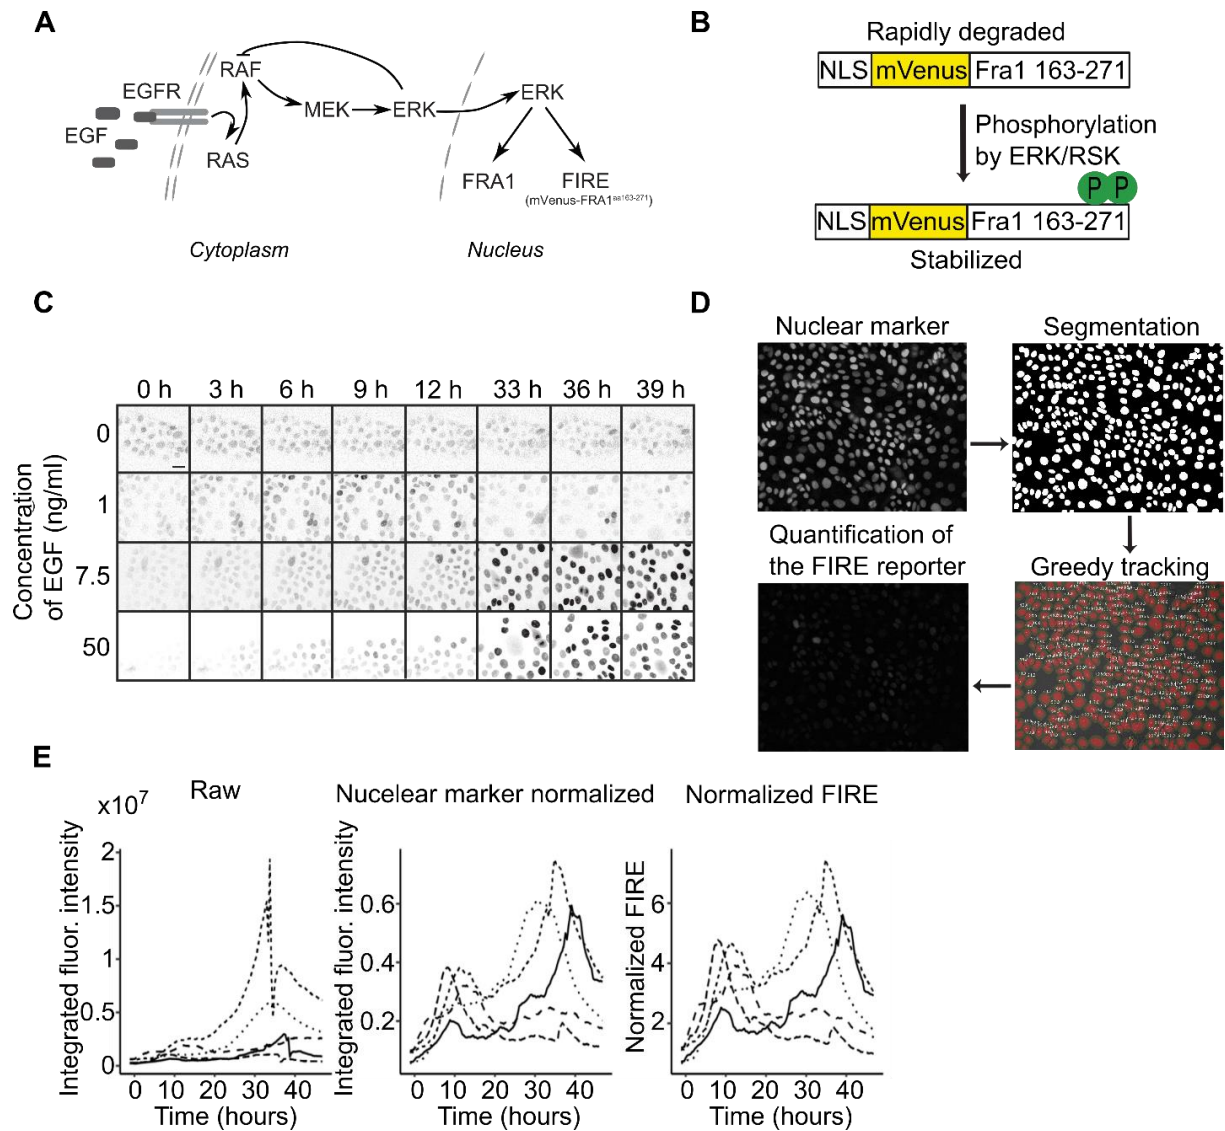 A
RAF
EGFR
MEK
ERK
ERK
EGF
RAS
FRA1
FIRE
(mVenus-FRA1aa163-271)
Cytoplasm
Nucleus
B
Rapidly degraded
NLS mVenus Fra1 163-271
Phosphorylation
by ERK/RSK
P P
NLS mVenus Fra1 163-271
Stabilized
C
0 h 3 h 6 h 9 h 12 h 33 h 36 h 39 h
Concentration
of EGF (ng/ml)
0
1
7.5
50
D
Nuclear marker
Segmentation
Quantification of
the FIRE reporter
Greedy tracking
E
Raw
x107
Integrated fluor. intensity
2
1.5
1
0.5
0
0 10 20 30 40
Time (hours)
Nucelear marker normalized
Integrated fluor. intensity
0.6
0.4
0.2
0 10 20 30 40
Time (hours)
Normalized FIRE
Normalized FIRE
6
4
2
0 10 20 30 40
Time (hours)